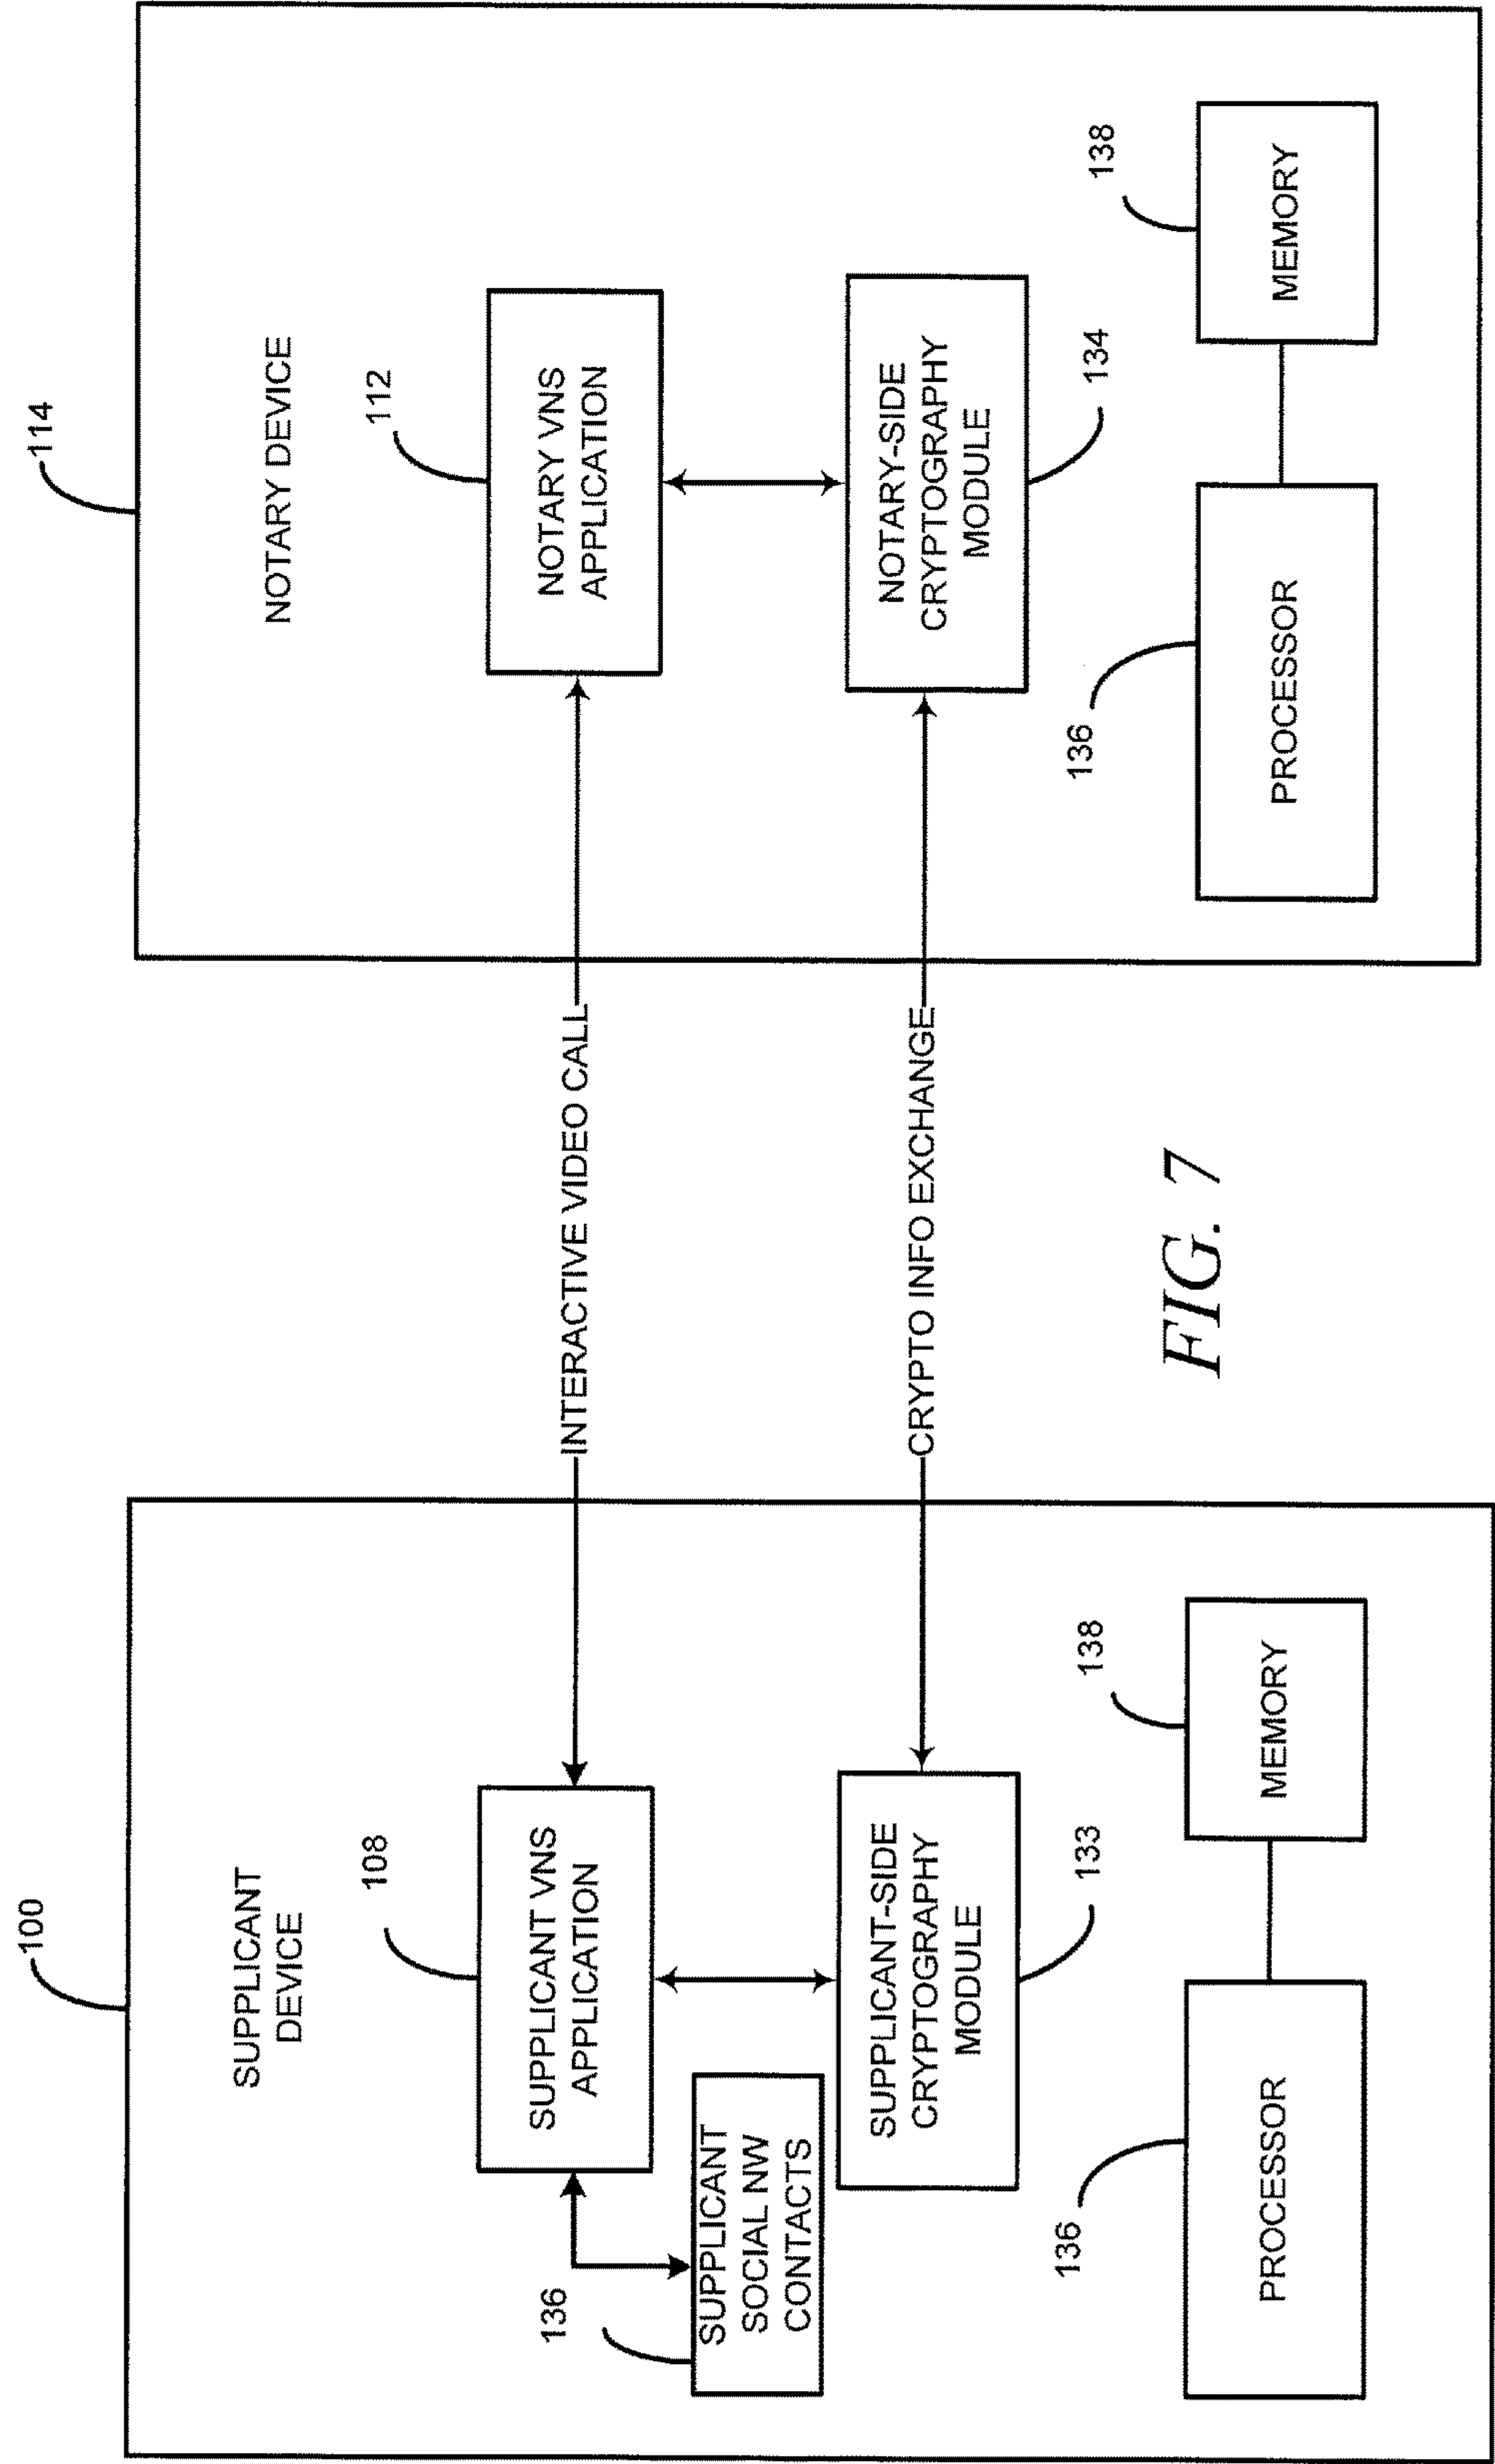 100
SUPPLICANT
DEVICE
108
SUPPLICANT VNS
APPLICATION
136
SUPPLICANT
SOCIAL NW
CONTACTS
SUPPLICANT-SIDE
CRYPTOGRAPHY
MODULE
133
136
PROCESSOR
138
MEMORY
INTERACTIVE VIDEO CALL
CRYPTO INFO EXCHANGE
114
NOTARY DEVICE
112
NOTARY VNS
APPLICATION
NOTARY-SIDE
CRYPTOGRAPHY
MODULE
134
136
PROCESSOR
138
MEMORY
FIG. 7